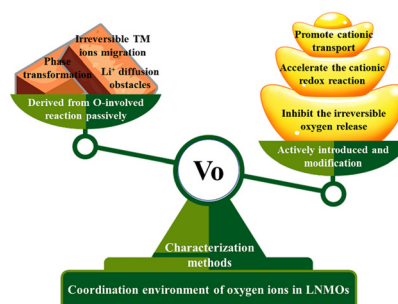 Irreversible TM
ions migration
Phase
transformation
Li⁺ diffusion
obstacles
Derived from O-involved
reaction passively
Promote cationic
transport
Accelerate the cationic
redox reaction
Inhibit the irreversible
oxygen release
Actively introduced and
modification
Vo
Characterization
methods
Coordination environment of oxygen ions in LNMOs